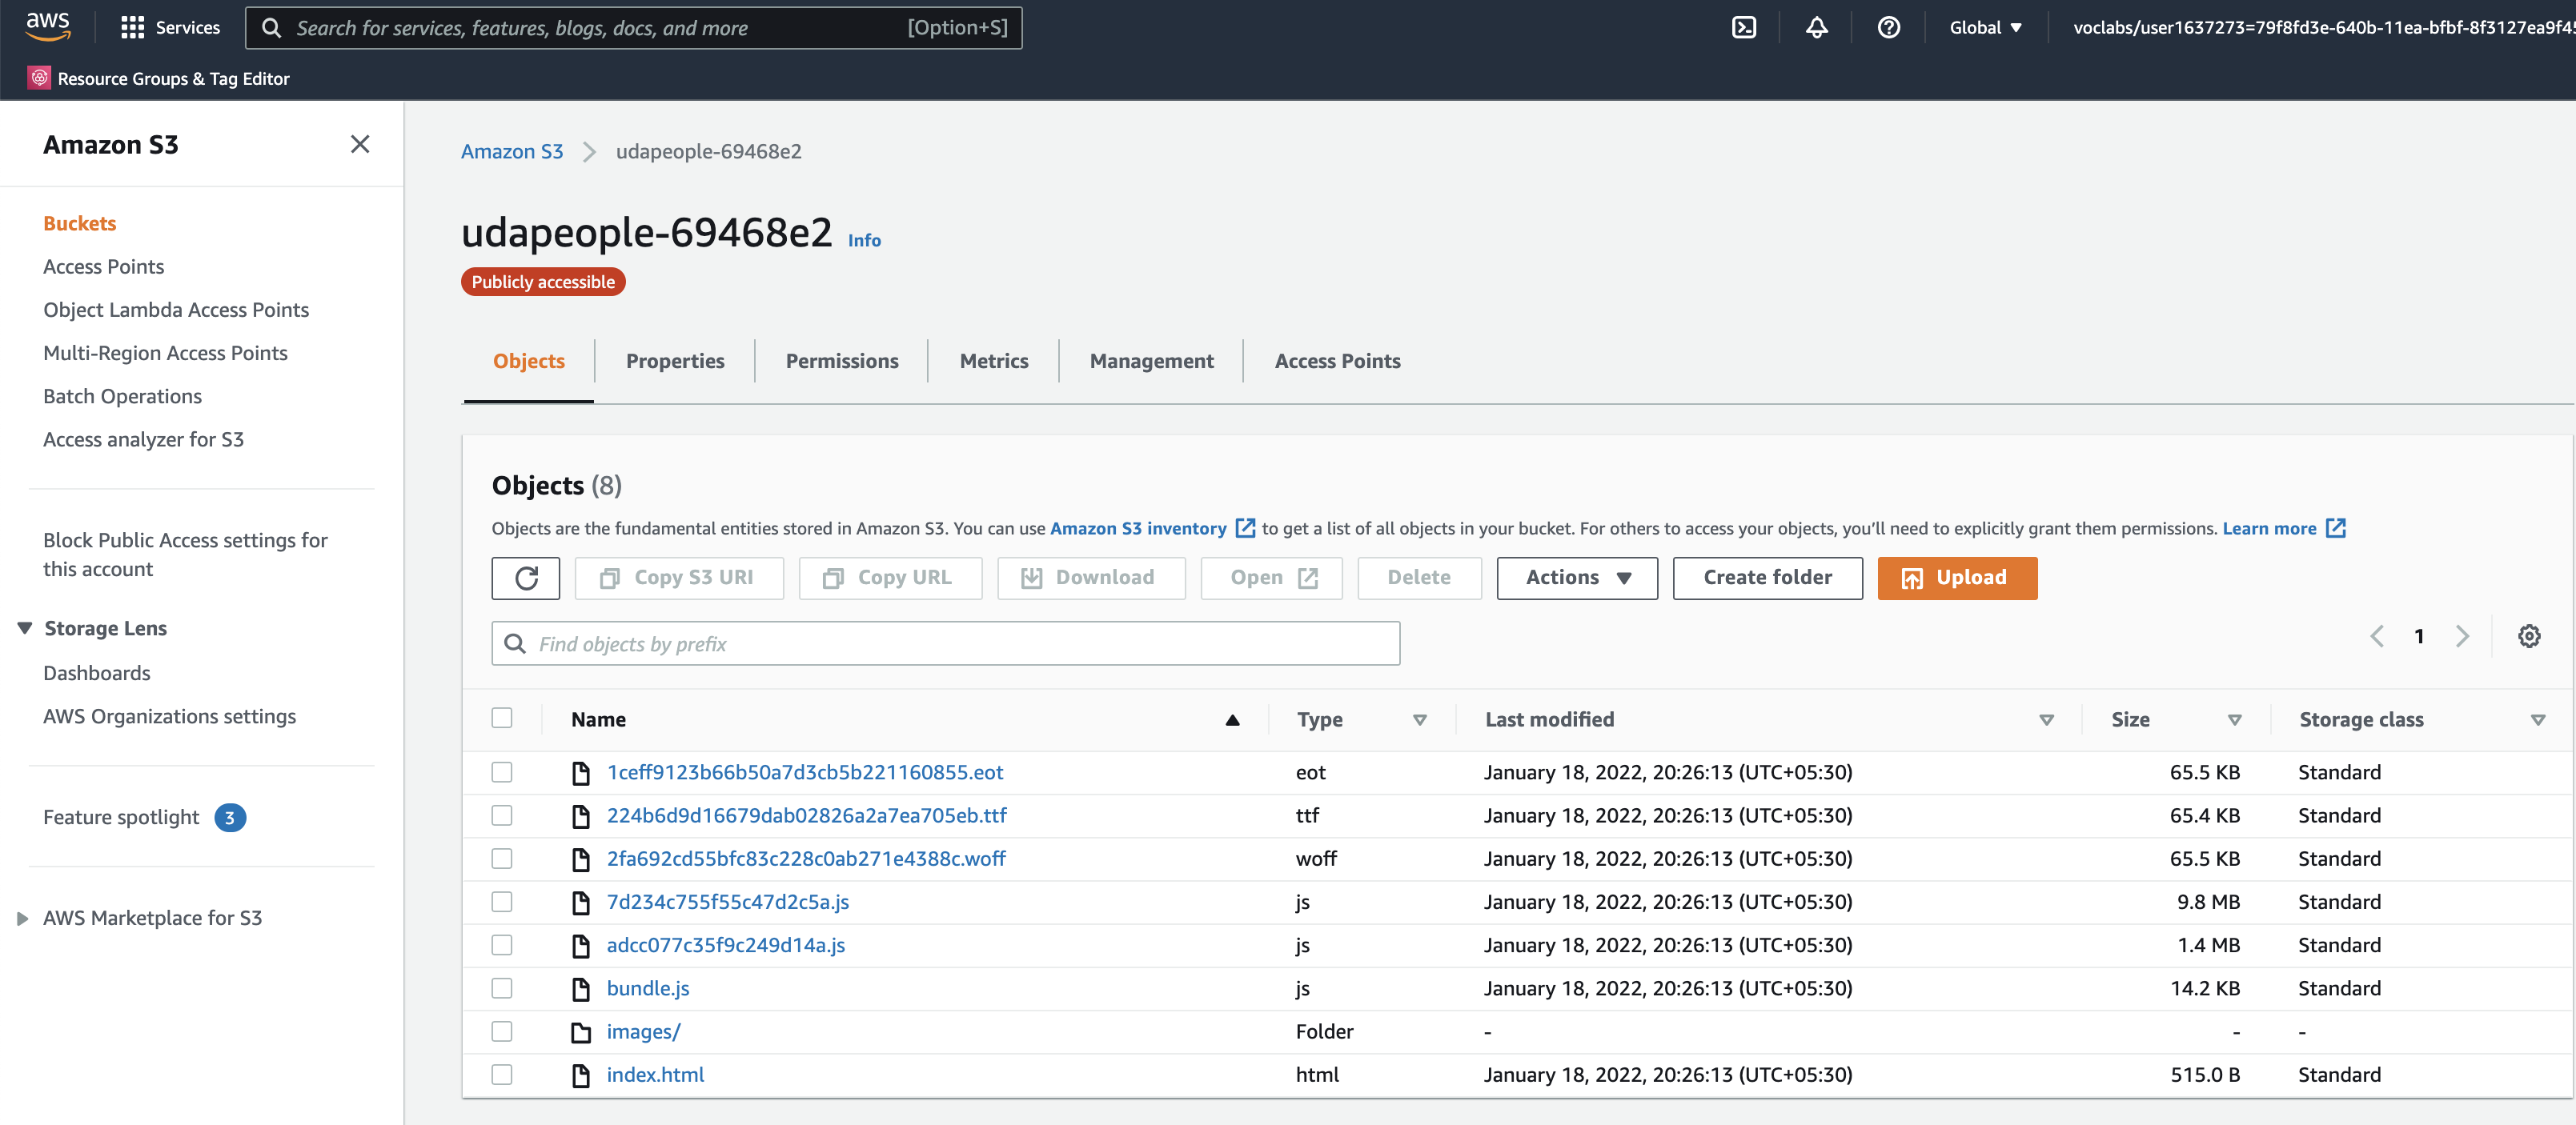 aws Services Search for services, features, blogs, docs, and more [Option+S] Global ▼ voclabs/user1637273=79f8fd3e-640b-11ea-bfbf-8f3127ea9f4
Resource Groups & Tag Editor
Amazon S3
Buckets
Access Points
Object Lambda Access Points
Multi-Region Access Points
Batch Operations
Access analyzer for S3
Block Public Access settings for
this account
Storage Lens
Dashboards
AWS Organizations settings
Feature spotlight 3
AWS Marketplace for S3
Amazon S3 > udapeople-69468e2
udapeople-69468e2 Info
Publicly accessible
Objects Properties Permissions Metrics Management Access Points
Objects (8)
Objects are the fundamental entities stored in Amazon S3. You can use Amazon S3 inventory to get a list of all objects in your bucket. For others to access your objects, you’ll need to explicitly grant them permissions. Learn more
Copy S3 URI Copy URL Download Open Delete Actions ▼ Create folder Upload
Find objects by prefix 1
Name Type Last modified Size Storage class
1ceff9123b66b50a7d3cb5b221160855.eot eot January 18, 2022, 20:26:13 (UTC+05:30) 65.5 KB Standard
224b6d9d16679dab02826a2a7ea705eb.ttf ttf January 18, 2022, 20:26:13 (UTC+05:30) 65.4 KB Standard
2fa692cd55bfc83c228c0ab271e4388c.woff woff January 18, 2022, 20:26:13 (UTC+05:30) 65.5 KB Standard
7d234c755f55c47d2c5a.js js January 18, 2022, 20:26:13 (UTC+05:30) 9.8 MB Standard
adcc077c35f9c249d14a.js js January 18, 2022, 20:26:13 (UTC+05:30) 1.4 MB Standard
bundle.js js January 18, 2022, 20:26:13 (UTC+05:30) 14.2 KB Standard
images/ Folder - - -
index.html html January 18, 2022, 20:26:13 (UTC+05:30) 515.0 B Standard